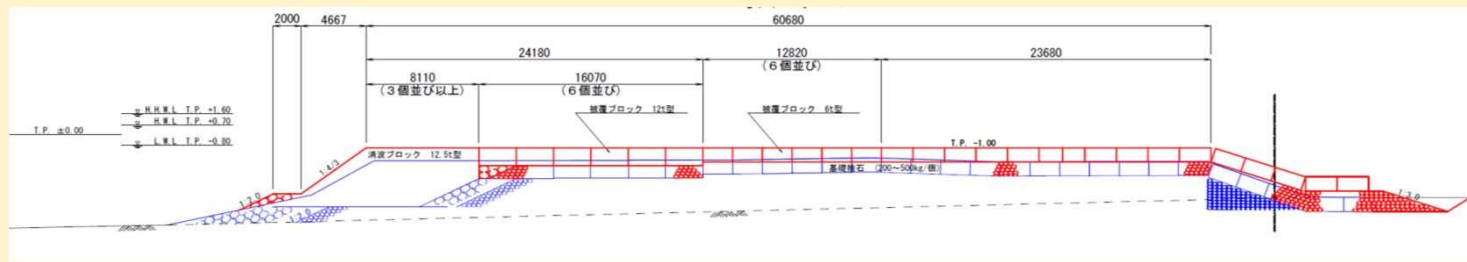 2000
4667
60680
24180
12820
(6個並び)
23680
8110
(3個並び以上)
16070
(6個並び)
被覆ブロック 12t型
被覆ブロック 6t型
H.H.W.L T.P. +1.60
H.W.L T.P. +0.70
T.P. ±0.00
L.W.L T.P. -0.80
T.P. -1.00
1:4/3
消波ブロック 12.5t型
基礎捨石 (200~500kg/個)
1:2.0
1:2.0